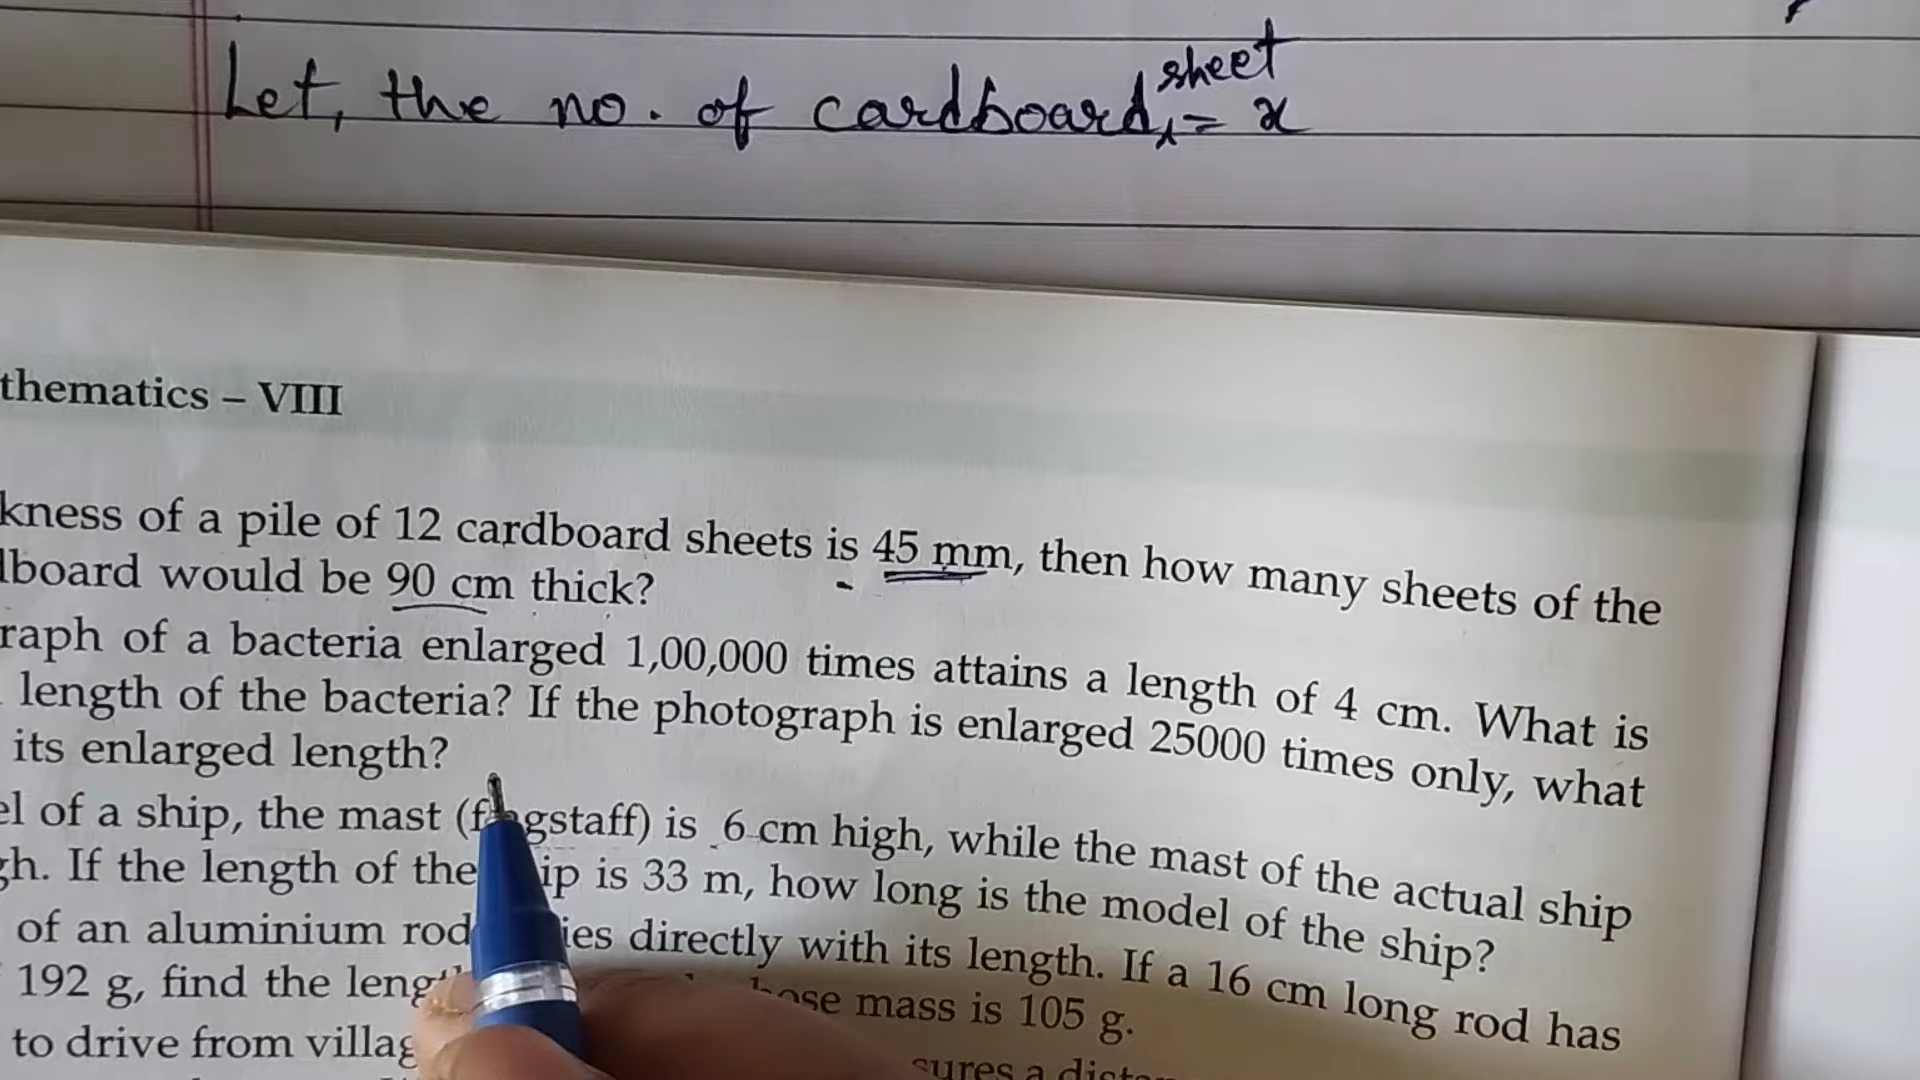 sheet
Let, the no. of cardboard = x
thematics – VIII
kness of a pile of 12 cardboard sheets is 45 mm, then how many sheets of the
lboard would be 90 cm thick?
raph of a bacteria enlarged 1,00,000 times attains a length of 4 cm. What is
length of the bacteria? If the photograph is enlarged 25000 times only, what
its enlarged length?
el of a ship, the mast (flagstaff) is 6 cm high, while the mast of the actual ship
gh. If the length of the ip is 33 m, how long is the model of the ship?
of an aluminium rod ies directly with its length. If a 16 cm long rod has
192 g, find the leng hose mass is 105 g.
to drive from villag sures a dist